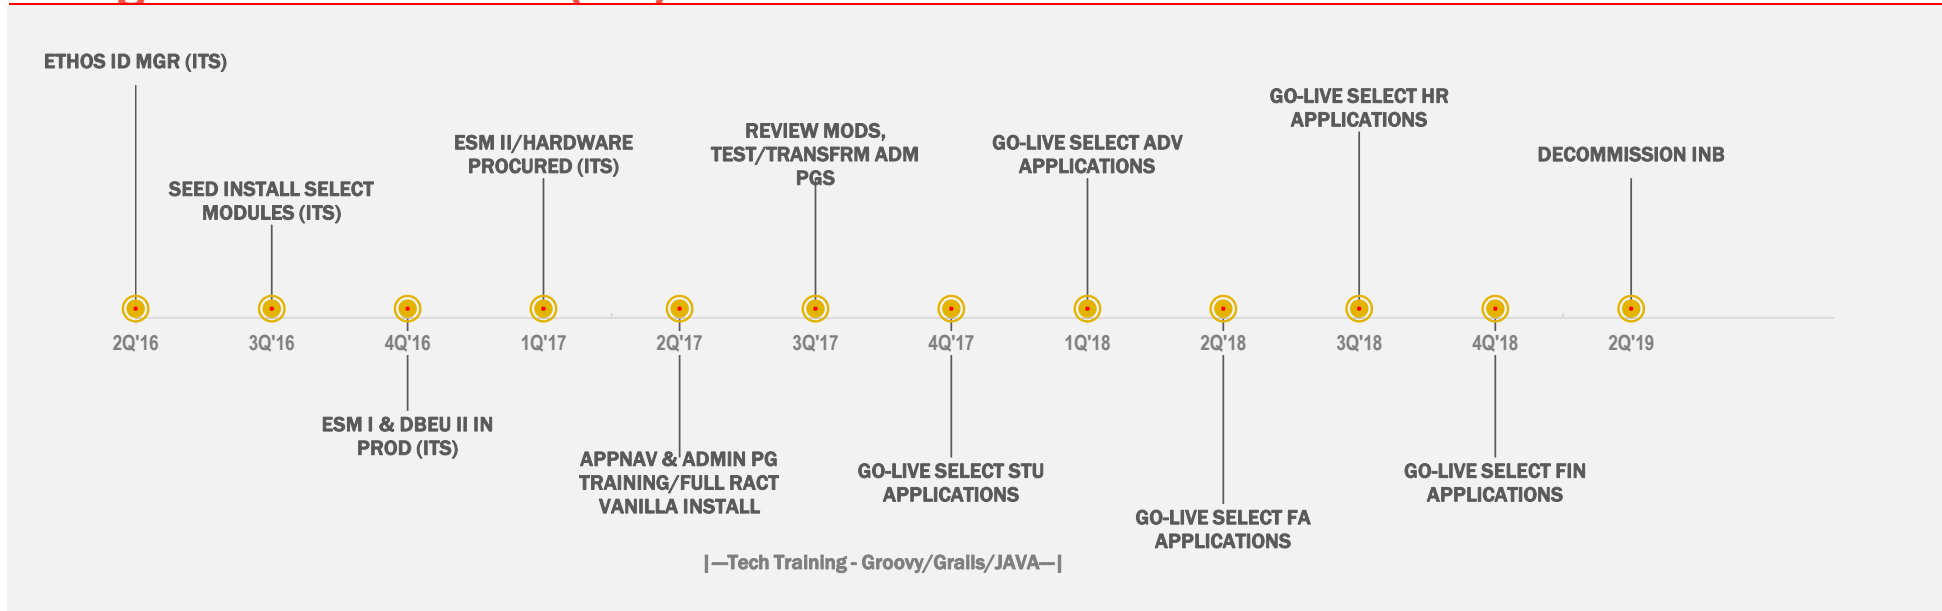 ETHOS ID MGR (ITS)
GO-LIVE SELECT HR
APPLICATIONS
REVIEW MODS,
TEST/TRANSFRM ADM
PGS
ESM II/HARDWARE
PROCURED (ITS)
GO-LIVE SELECT ADV
APPLICATIONS
DECOMMISSION INB
SEED INSTALL SELECT
MODULES (ITS)
2Q'16 3Q'16 4Q'16 1Q'17 2Q'17 3Q'17 4Q'17 1Q'18 2Q'18 3Q'18 4Q'18 2Q'19
ESM I & DBEU II IN
PROD (ITS)
APPNAV & ADMIN PG
TRAINING/FULL RACT
VANILLA INSTALL
GO-LIVE SELECT STU
APPLICATIONS
GO-LIVE SELECT FIN
APPLICATIONS
GO-LIVE SELECT FA
APPLICATIONS
|—Tech Training - Groovy/Grails/JAVA—|